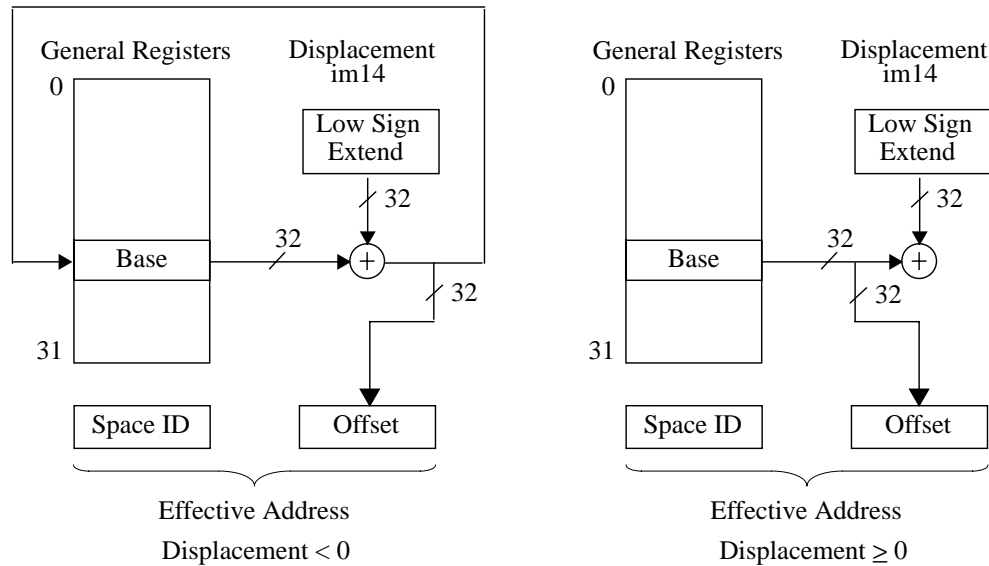 General Registers
Displacement
im14
0
Low Sign
Extend
32
Base
32
+
32
31
Space ID
Offset
Effective Address
Displacement < 0
General Registers
Displacement
im14
0
Low Sign
Extend
32
Base
32
+
32
31
Space ID
Offset
Effective Address
Displacement ≥ 0